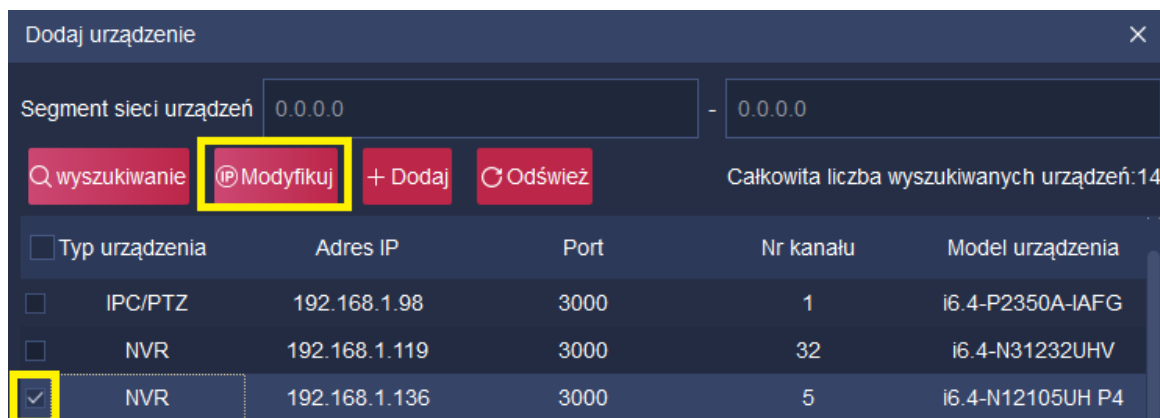 Dodaj urządzenie
Segment sieci urządzeń 0.0.0.0 - 0.0.0.0
wyszukiwanie IP Modyfikuj + Dodaj Odśwież Całkowita liczba wyszukiwanych urządzeń:14
Typ urządzenia Adres IP Port Nr kanału Model urządzenia
IPC/PTZ 192.168.1.98 3000 1 i6.4-P2350A-IAFG
NVR 192.168.1.119 3000 32 i6.4-N31232UHV
NVR 192.168.1.136 3000 5 i6.4-N12105UH P4